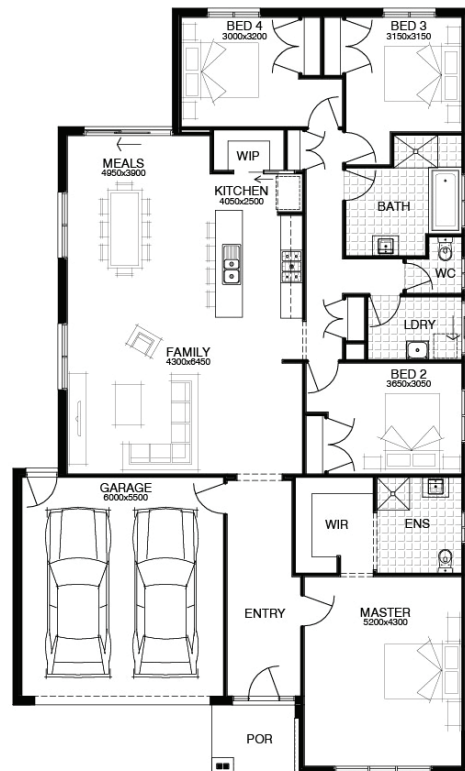 BED 4
3000x3200
BED 3
3150x3150
MEALS
4950x3900
WIP
KITCHEN
4050x2500
BATH
WC
LDRY
FAMILY
4300x6450
BED 2
3650x3050
GARAGE
6000x5500
WIR
ENS
ENTRY
MASTER
5200x4300
POR